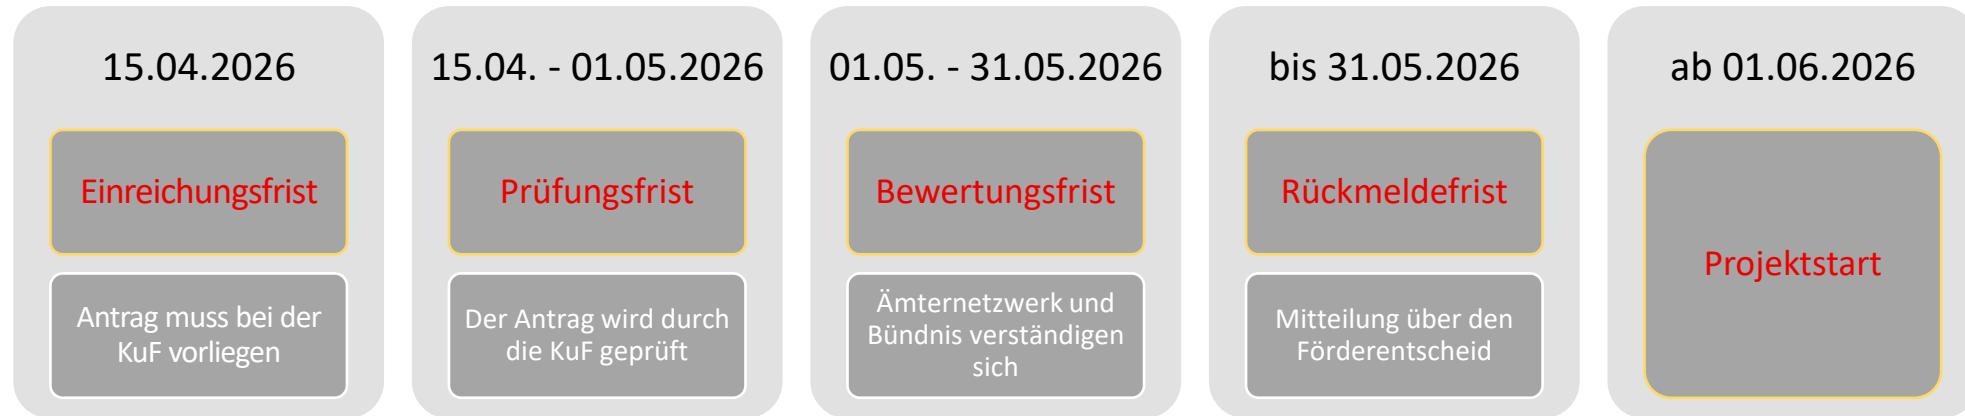 15.04.2026
Einreichungsfrist
Antrag muss bei der
KuF vorliegen
15.04. - 01.05.2026
Prüfungsfrist
Der Antrag wird durch
die KuF geprüft
01.05. - 31.05.2026
Bewertungsfrist
Ämternetzwerk und
Bündnis verständigen
sich
bis 31.05.2026
Rückmeldefrist
Mitteilung über den
Förderentscheid
ab 01.06.2026
Projektstart